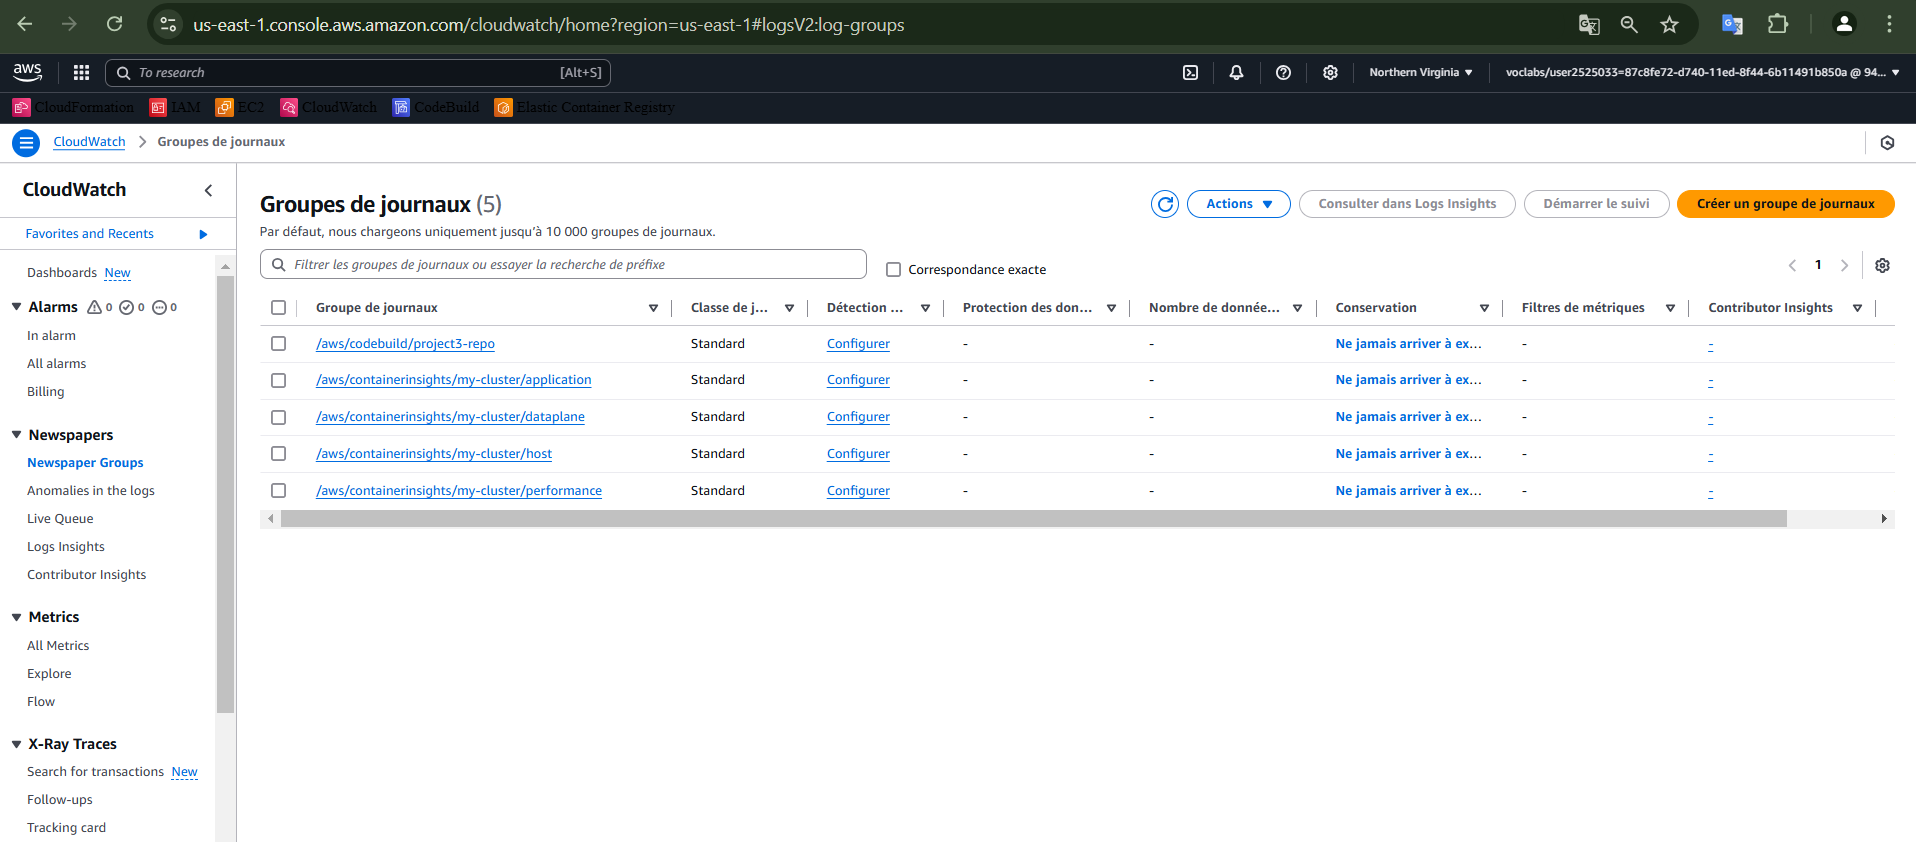 us-east-1.console.aws.amazon.com/cloudwatch/home?region=us-east-1#logsV2:log-groups
aws To research [Alt+S] Northern Virginia voclabs/user2525033=87c8fe72-d740-11ed-8f44-6b11491b850a @ 94...
CloudFormation IAM EC2 CloudWatch CodeBuild Elastic Container Registry
CloudWatch Groupes de journaux
CloudWatch
Favorites and Recents
Dashboards New
Alarms 0 0 0
In alarm
All alarms
Billing
Newspapers
Newspaper Groups
Anomalies in the logs
Live Queue
Logs Insights
Contributor Insights
Metrics
All Metrics
Explore
Flow
X-Ray Traces
Search for transactions New
Follow-ups
Tracking card
Groupes de journaux (5)
Actions Consulter dans Logs Insights Démarrer le suivi Créer un groupe de journaux
Par défaut, nous chargeons uniquement jusqu'à 10 000 groupes de journaux.
Filtrer les groupes de journaux ou essayer la recherche de préfixe Correspondance exacte 1
Groupe de journaux Classe de j... Détection ... Protection des don... Nombre de donnée... Conservation Filtres de métriques Contributor Insights
/aws/codebuild/project3-repo Standard Configurer - - Ne jamais arriver à ex... - -
/aws/containerinsights/my-cluster/application Standard Configurer - - Ne jamais arriver à ex... - -
/aws/containerinsights/my-cluster/dataplane Standard Configurer - - Ne jamais arriver à ex... - -
/aws/containerinsights/my-cluster/host Standard Configurer - - Ne jamais arriver à ex... - -
/aws/containerinsights/my-cluster/performance Standard Configurer - - Ne jamais arriver à ex... - -